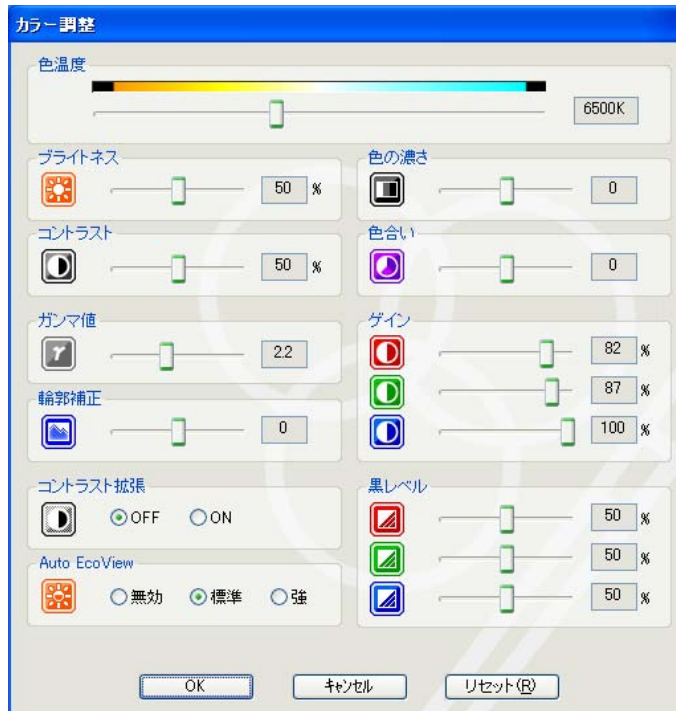 カラー調整
色温度
6500K
ブライトネス
50 %
色の濃さ
0
コントラスト
50 %
色合い
0
ガンマ値
γ
2.2
ゲイン
82 %
87 %
100 %
輪郭補正
0
コントラスト拡張
OFF ON
黒レベル
50 %
50 %
50 %
Auto EcoView
無効 標準 強
OK キャンセル リセット(R)